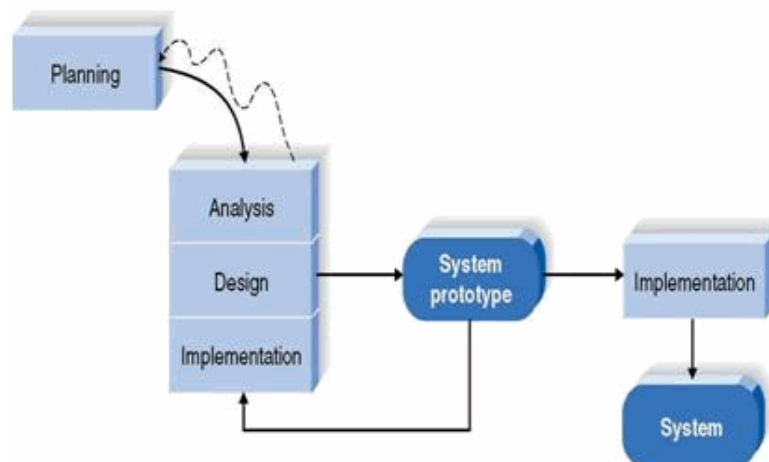 Planning
Analysis
Design
Implementation
System
prototype
Implementation
System